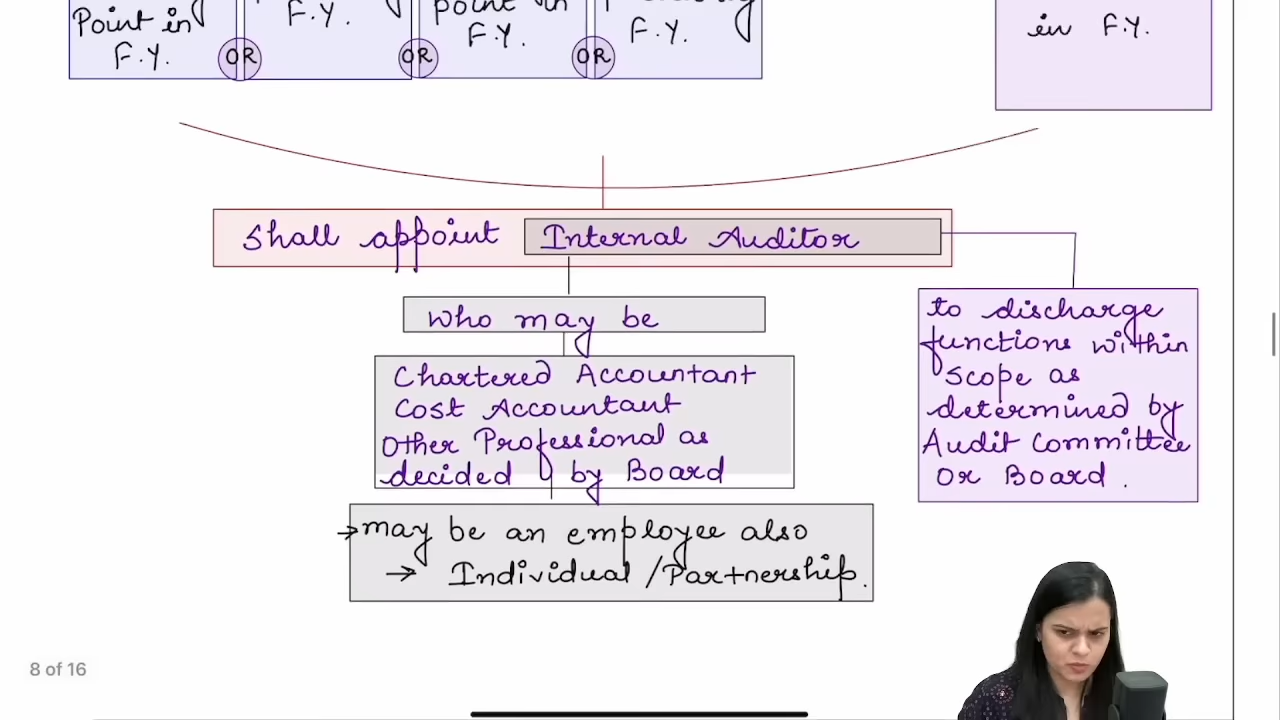 Point in
F.Y.
F.Y.
point in
F.Y.
F.Y.
in F.Y.
OR
OR
OR
Shall appoint Internal Auditor
who may be
Chartered Accountant
Cost Accountant
Other Professional as
decided by Board
→may be an employee also
→ Individual / Partnership.
to discharge
functions within
Scope as
determined by
Audit Committee
Or Board.
8 of 16